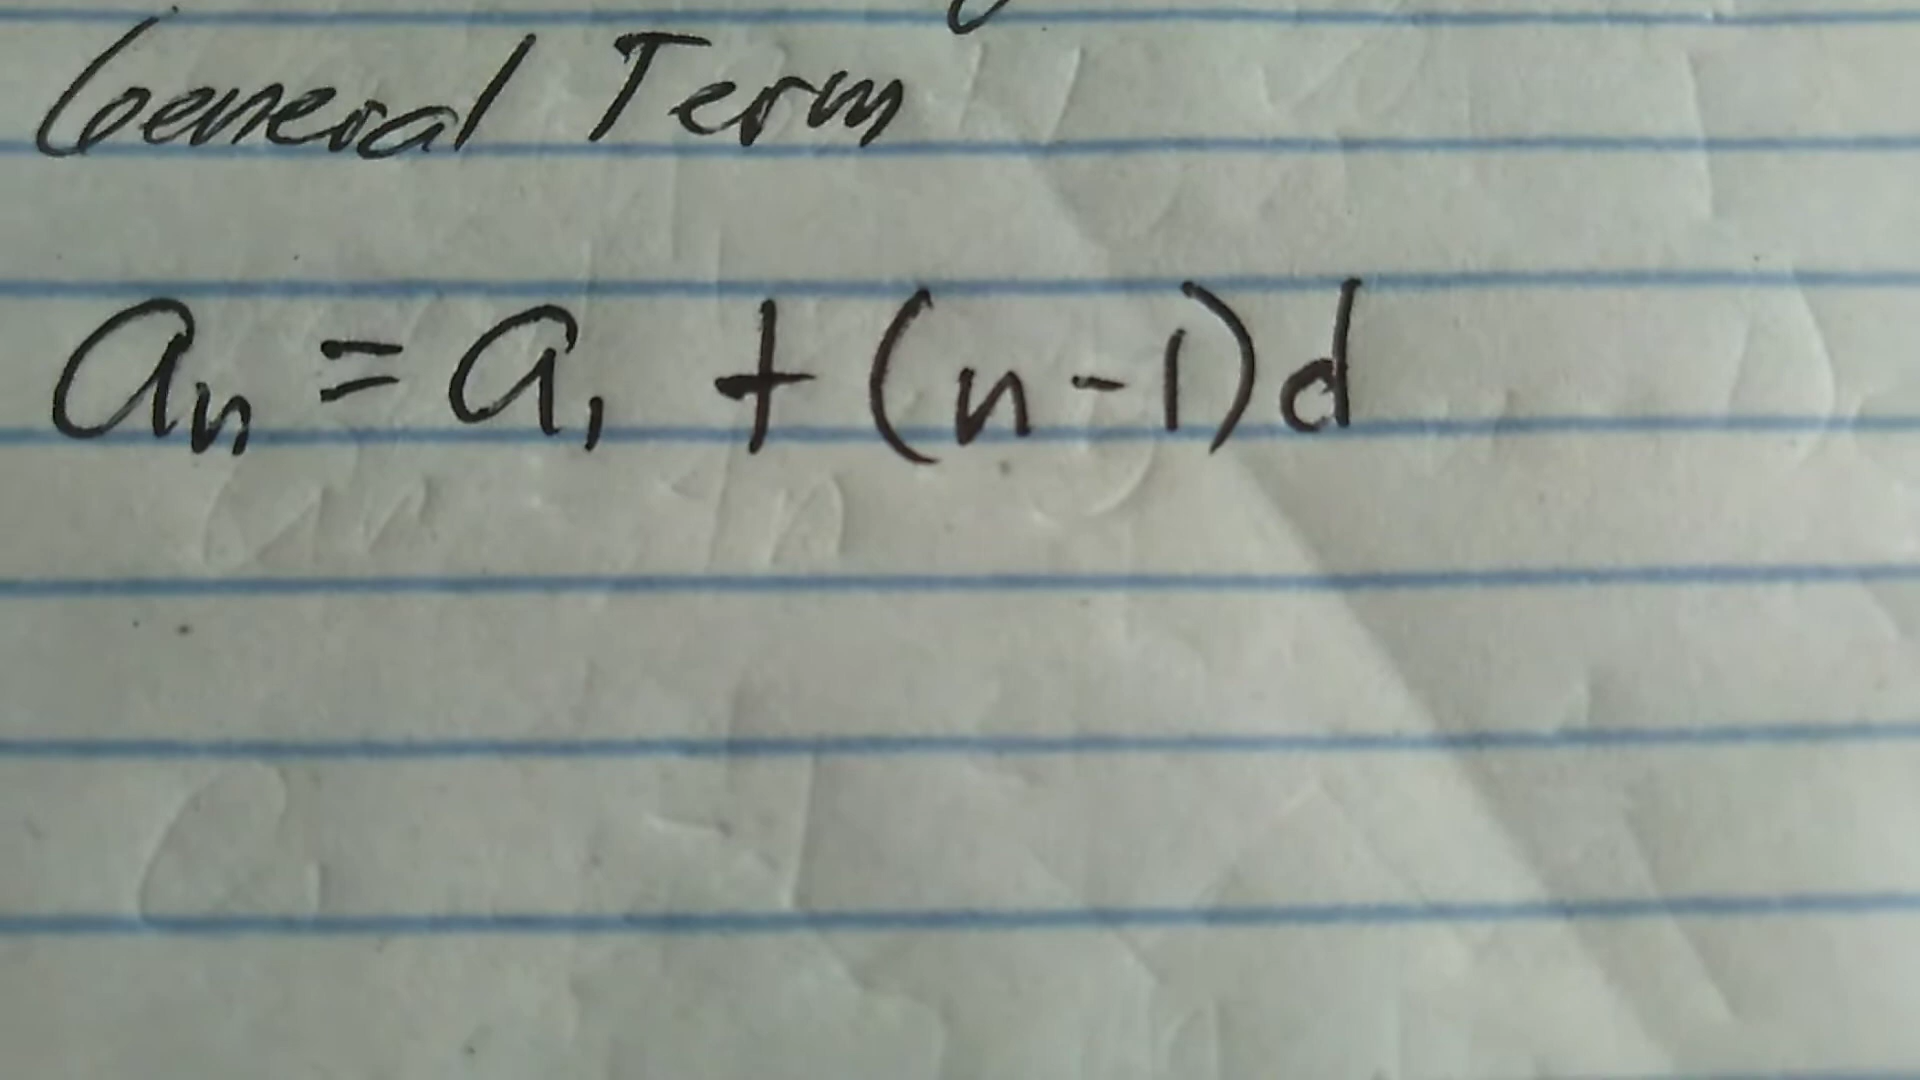 General Term
aₙ = a₁ + (n-1)d